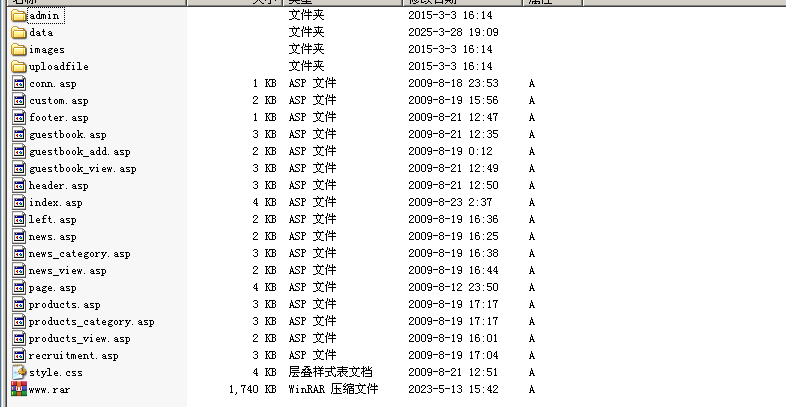 admin 文件夹 2015-3-3 16:14
data 文件夹 2025-3-28 19:09
images 文件夹 2015-3-3 16:14
uploadfile 文件夹 2015-3-3 16:14
conn.asp 1 KB ASP 文件 2009-8-18 23:53 A
custom.asp 2 KB ASP 文件 2009-8-19 15:56 A
footer.asp 1 KB ASP 文件 2009-8-21 12:47 A
guestbook.asp 3 KB ASP 文件 2009-8-21 12:35 A
guestbook_add.asp 2 KB ASP 文件 2009-8-19 0:12 A
guestbook_view.asp 3 KB ASP 文件 2009-8-21 12:49 A
header.asp 3 KB ASP 文件 2009-8-21 12:50 A
index.asp 4 KB ASP 文件 2009-8-23 2:37 A
left.asp 2 KB ASP 文件 2009-8-19 16:36 A
news.asp 2 KB ASP 文件 2009-8-19 16:25 A
news_category.asp 3 KB ASP 文件 2009-8-19 16:38 A
news_view.asp 2 KB ASP 文件 2009-8-19 16:44 A
page.asp 4 KB ASP 文件 2009-8-12 23:50 A
products.asp 3 KB ASP 文件 2009-8-19 17:17 A
products_category.asp 3 KB ASP 文件 2009-8-19 17:17 A
products_view.asp 2 KB ASP 文件 2009-8-19 16:01 A
recruitment.asp 3 KB ASP 文件 2009-8-19 17:04 A
style.css 4 KB 层叠样式表文档 2009-8-21 12:51 A
www.rar 1,740 KB WinRAR 压缩文件 2023-5-13 15:42 A